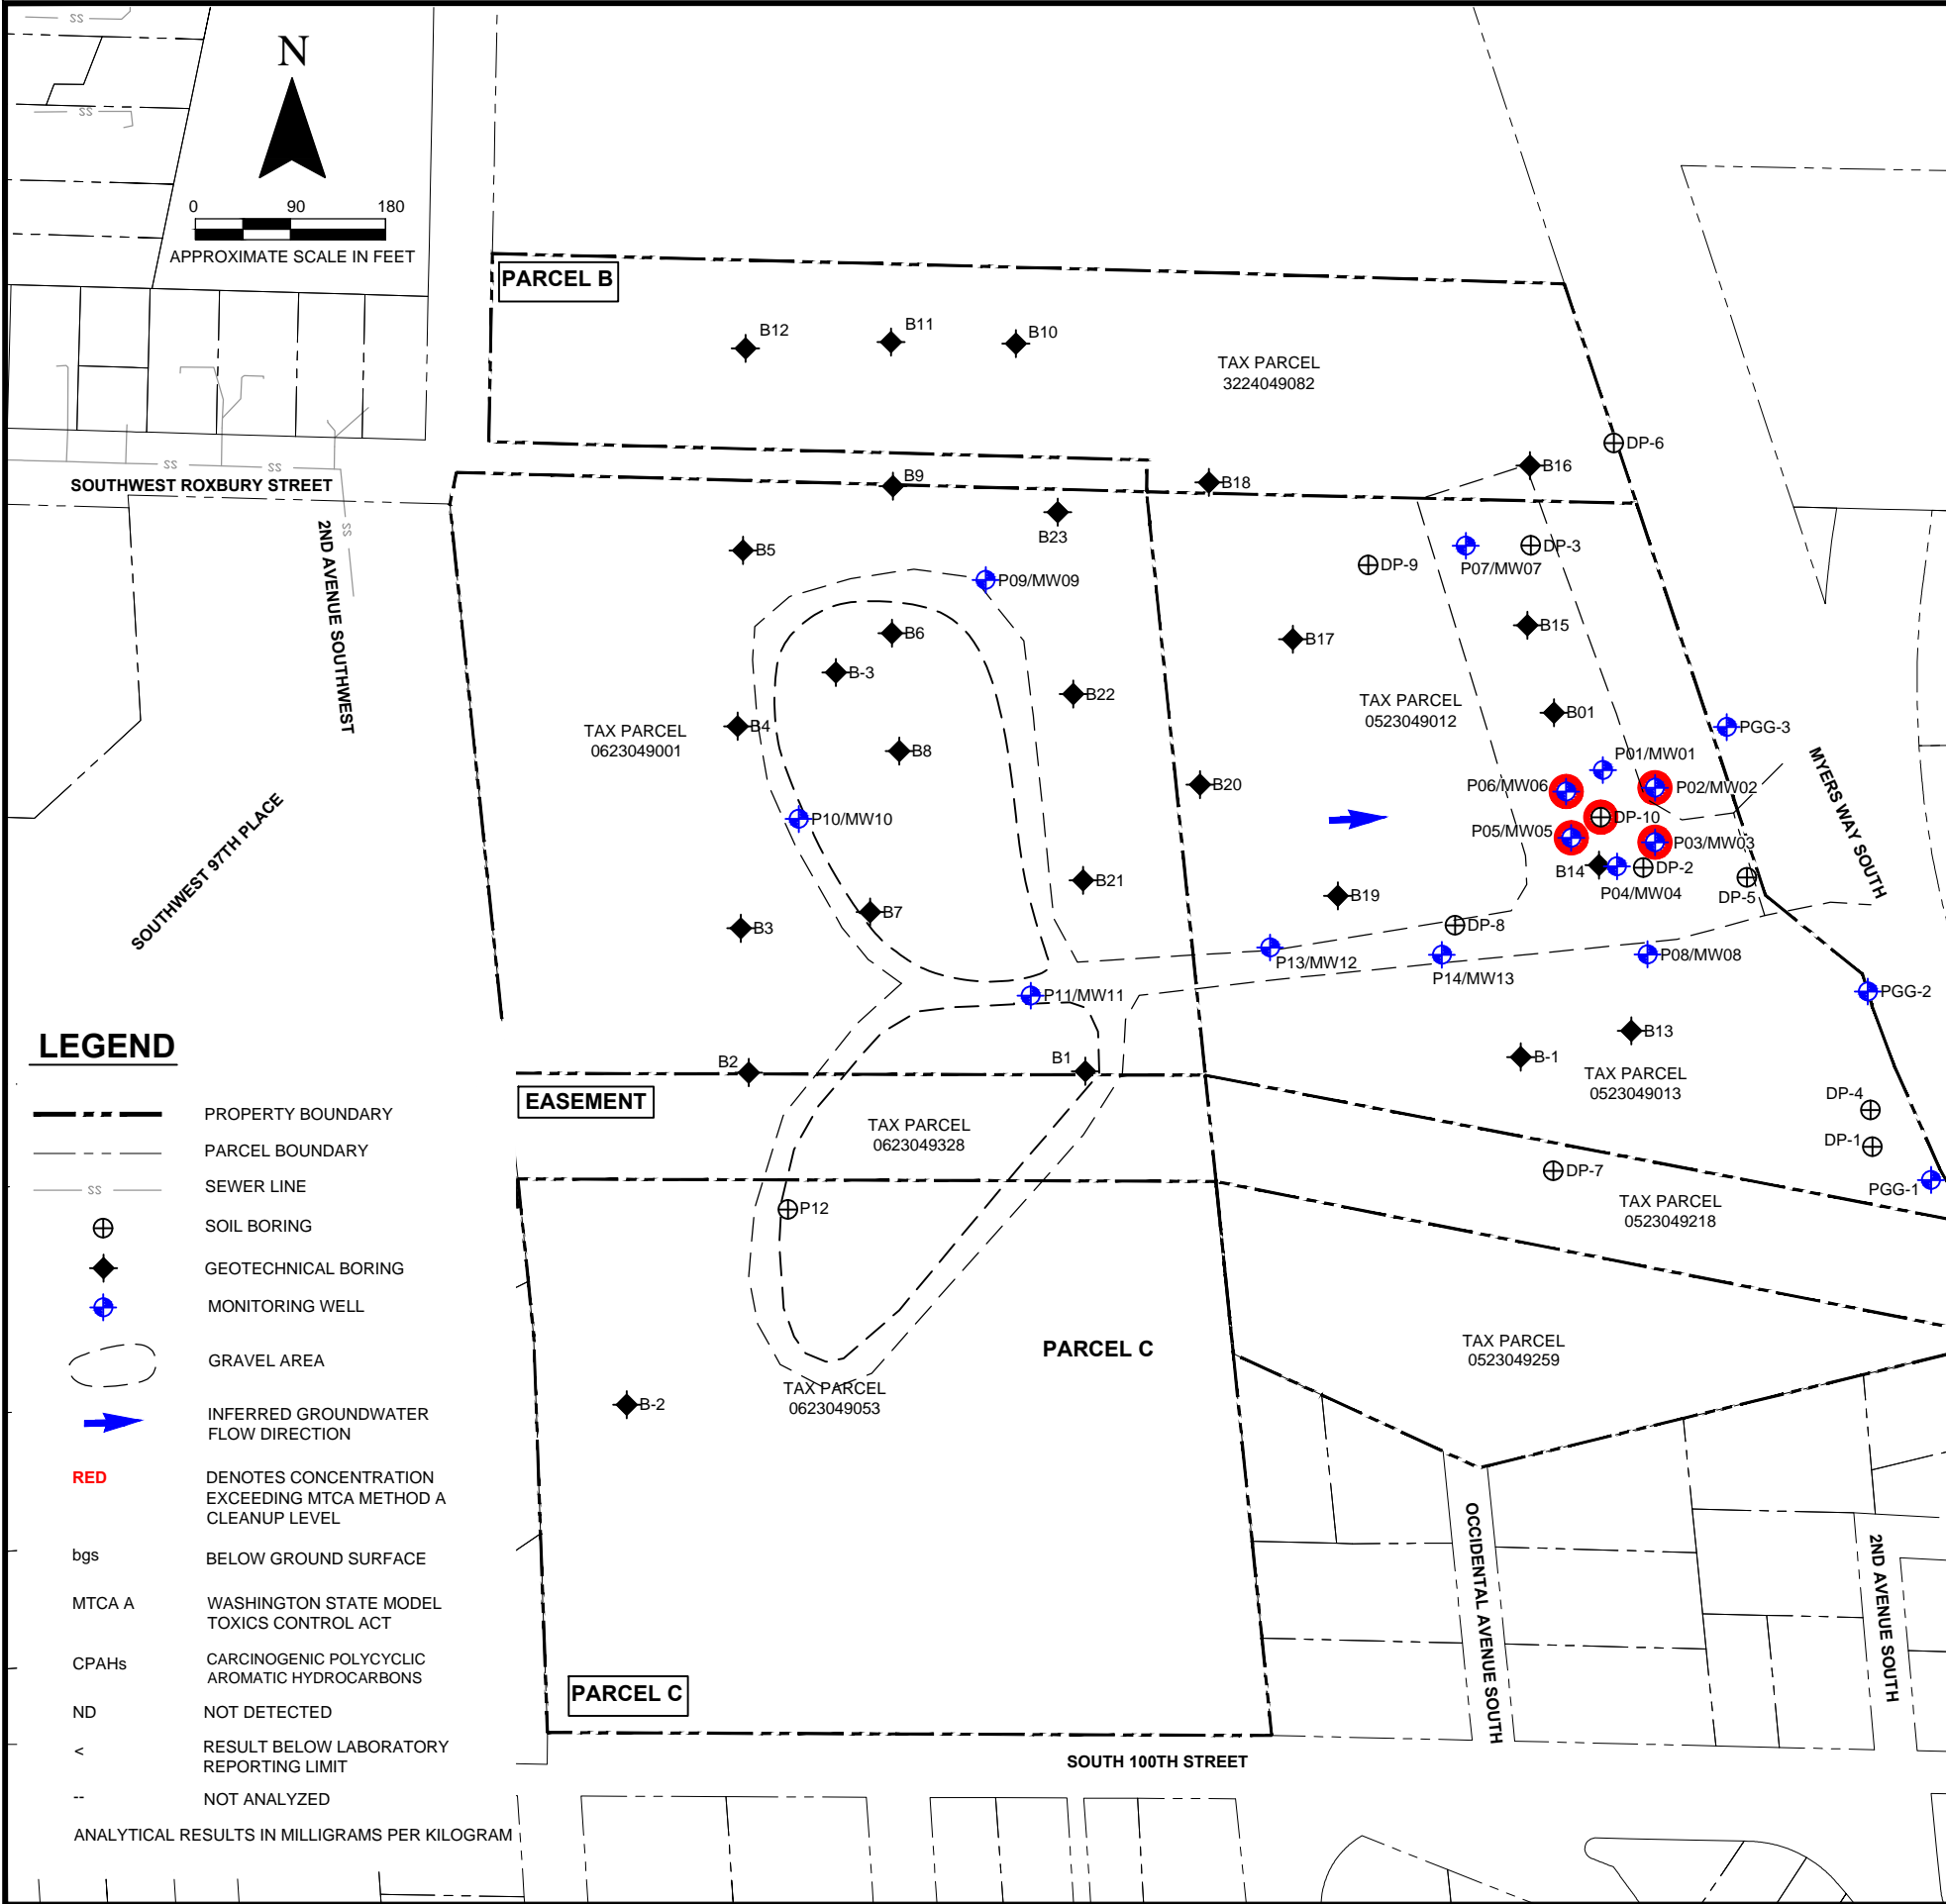 SS
N
SS
0 90 180
APPROXIMATE SCALE IN FEET
PARCEL B
B12
B11
B10
TAX PARCEL
3224049082
DP-6
SS SS
SOUTHWEST ROXBURY STREET
SS
2ND AVENUE SOUTHWEST
B9
B18
B16
B23
B5
DP-9
P07/MW07
DP-3
P09/MW09
B6
B17
B15
B-3
B22
TAX PARCEL
0523049012
B01
B4
TAX PARCEL
0623049001
B8
PGG-3
P01/MW01
B20
P06/MW06
P02/MW02
MYERS WAY SOUTH
P10/MW10
DP-10
P05/MW05
P03/MW03
SOUTHWEST 97TH PLACE
B14
DP-2
P04/MW04
DP-5
B21
B19
B7
B3
DP-8
P13/MW12
P14/MW13
P08/MW08
P11/MW11
PGG-2
B13
B2
B1
B-1
TAX PARCEL
0523049013
EASEMENT
DP-4
TAX PARCEL
0623049328
DP-1
DP-7
PGG-1
P12
TAX PARCEL
0523049218
PARCEL C
TAX PARCEL
0523049259
TAX PARCEL
0623049053
B-2
OCCIDENTAL AVENUE SOUTH
2ND AVENUE SOUTH
PARCEL C
SOUTH 100TH STREET
LEGEND
PROPERTY BOUNDARY
PARCEL BOUNDARY
SS SEWER LINE
SOIL BORING
GEOTECHNICAL BORING
MONITORING WELL
GRAVEL AREA
INFERRED GROUNDWATER
FLOW DIRECTION
RED DENOTES CONCENTRATION
EXCEEDING MTCA METHOD A
CLEANUP LEVEL
bgs BELOW GROUND SURFACE
MTCA A WASHINGTON STATE MODEL
TOXICS CONTROL ACT
CPAHs CARCINOGENIC POLYCYCLIC
AROMATIC HYDROCARBONS
ND NOT DETECTED
< RESULT BELOW LABORATORY
REPORTING LIMIT
-- NOT ANALYZED
ANALYTICAL RESULTS IN MILLIGRAMS PER KILOGRAM